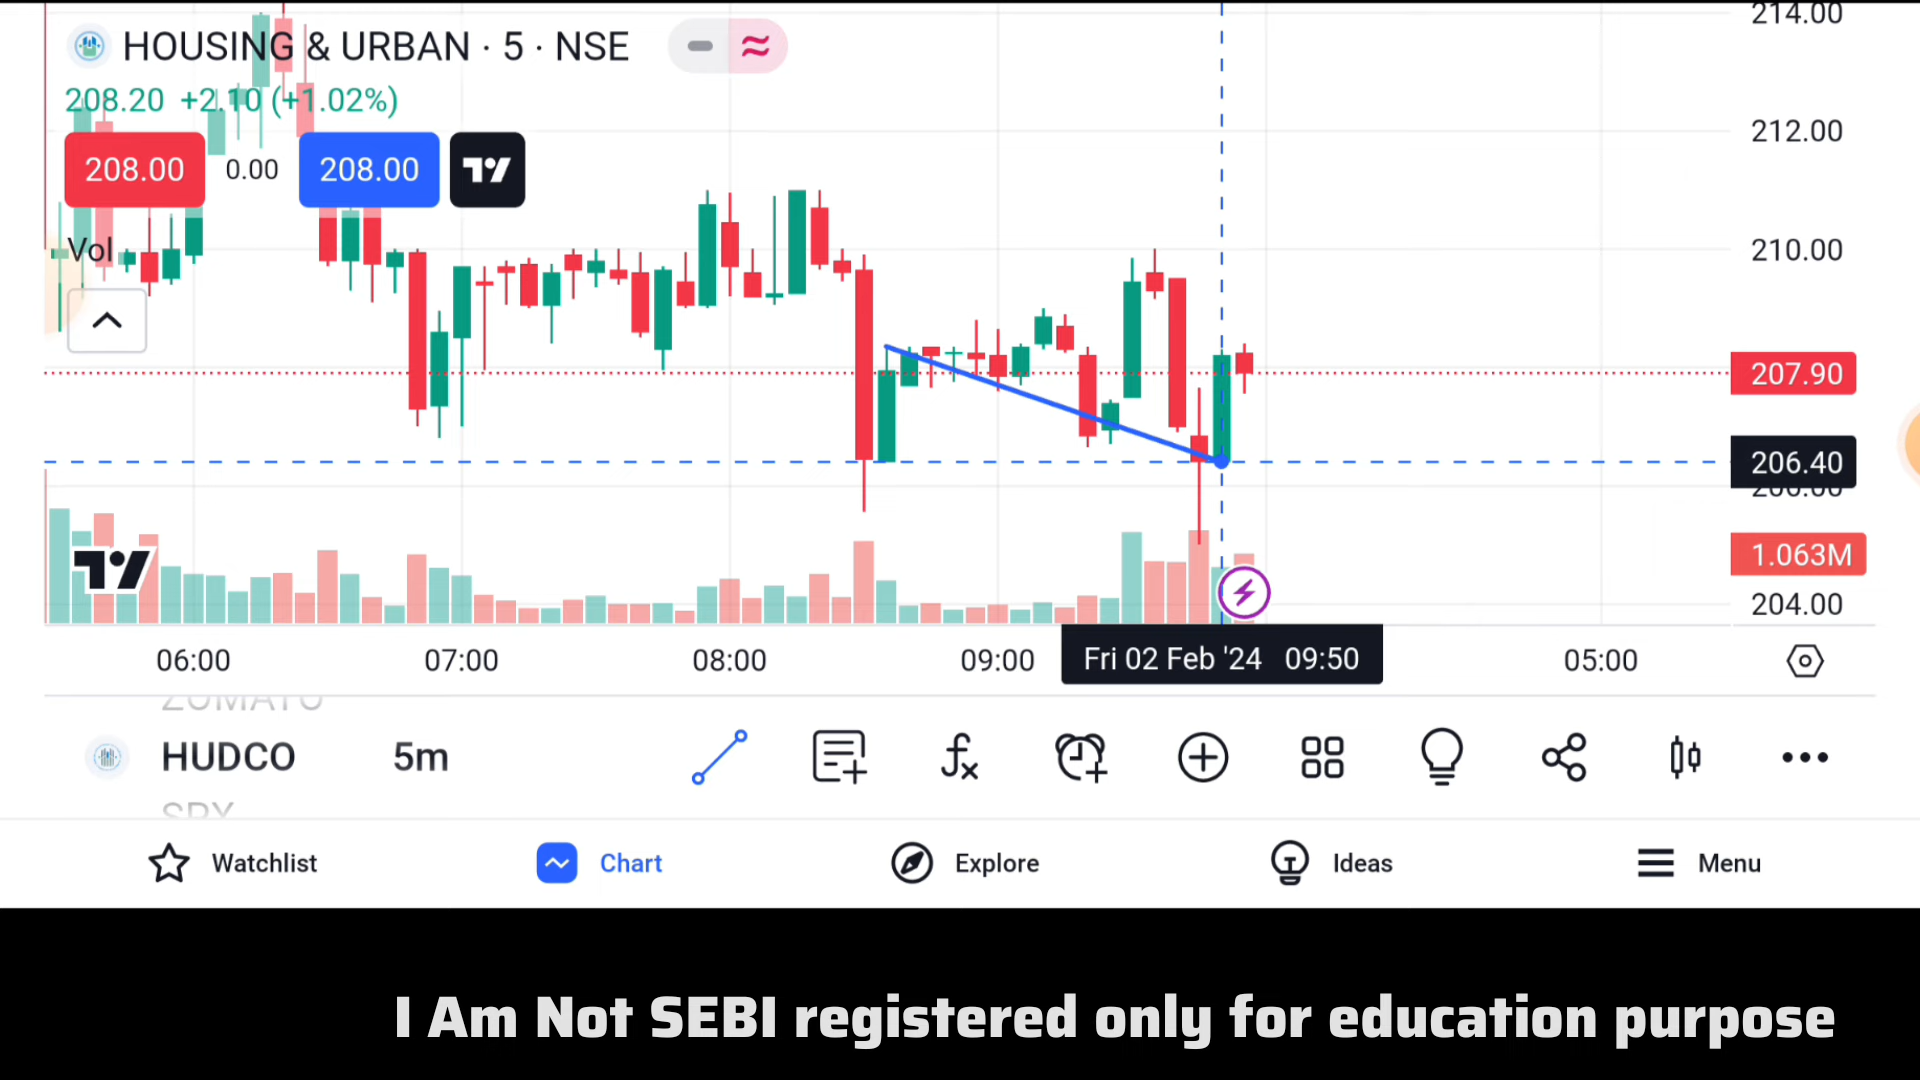 214.00
HOUSING & URBAN · 5 · NSE
208.20 +2.10 (+1.02%)
212.00
208.00 0.00 208.00
Vol
210.00
207.90
206.40
1.063M
204.00
06:00 07:00 08:00 09:00 Fri 02 Feb '24 09:50 05:00
ZOMATO
HUDCO 5m
SPY
Watchlist Chart Explore Ideas Menu
I Am Not SEBI registered only for education purpose